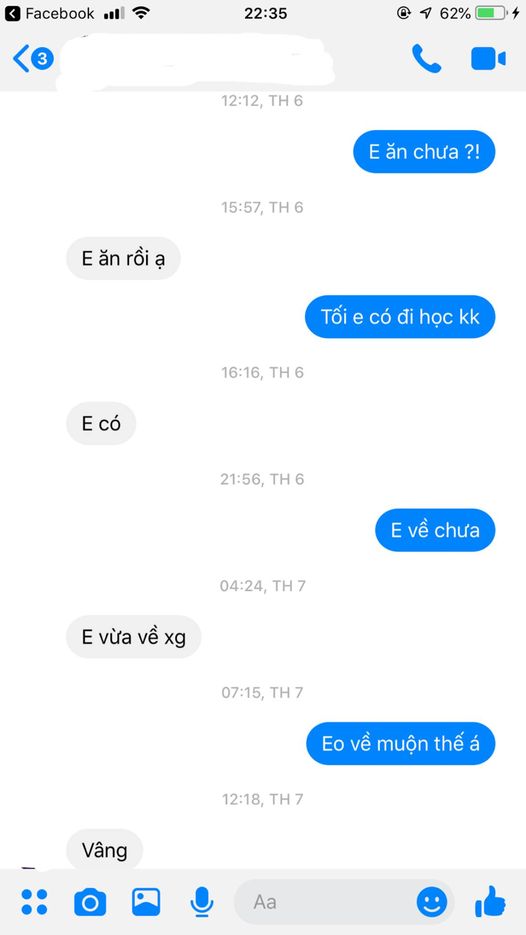 Facebook
22:35
62%
3
12:12, TH 6
E ăn chưa ?!
15:57, TH 6
E ăn rồi ạ
Tối e có đi học kk
16:16, TH 6
E có
21:56, TH 6
E về chưa
04:24, TH 7
E vừa về xg
07:15, TH 7
Eo về muộn thế á
12:18, TH 7
Vâng
Aa